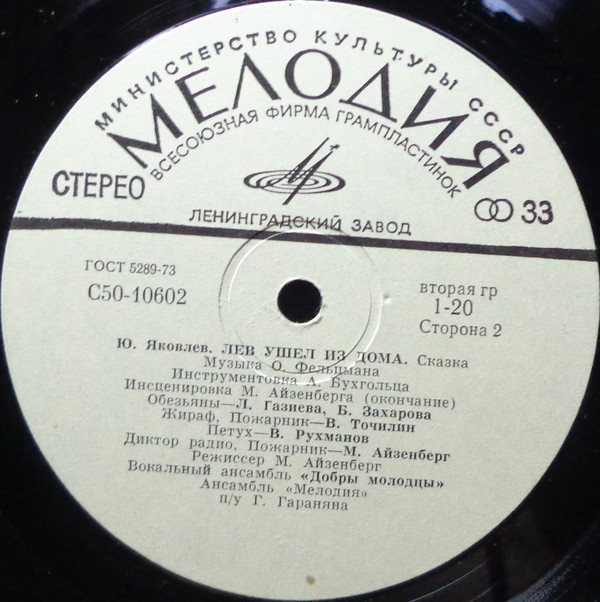 МИНИСТЕРСТВО КУЛЬТУРЫ СССР
МЕЛОДИЯ
ВСЕСОЮЗНАЯ ФИРМА ГРАМПЛАСТИНОК
СТЕРЕО
33
ЛЕНИНГРАДСКИЙ ЗАВОД
ГОСТ 5289-73
С50-10602
вторая гр
1-20
Сторона 2
Ю. Яковлев. ЛЕВ УШЕЛ ИЗ ДОМА. Сказка
Музыка О. Фельцмана
Инструментовка А. Бухгольца
Инсценировка М. Айзенберга (окончание)
Обезьяны—Л. Газиева, Б. Захарова
Жираф, Пожарник—В. Точилин
Петух—В. Рухманов
Диктор радио, Пожарник—М. Айзенберг
Режиссер М. Айзенберг
Вокальный ансамбль «Добры молодцы»
Ансамбль «Мелодия»
п/у Г. Гараняна